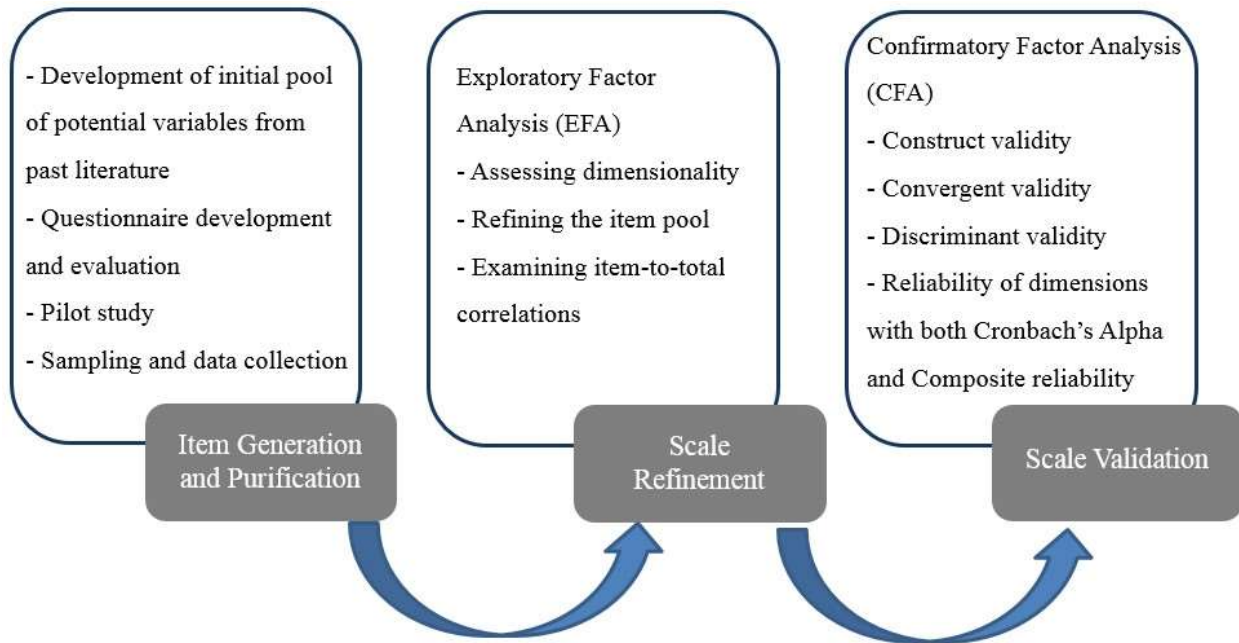 - Development of initial pool
of potential variables from
past literature
- Questionnaire development
and evaluation
- Pilot study
- Sampling and data collection
Item Generation
and Purification
Exploratory Factor
Analysis (EFA)
- Assessing dimensionality
- Refining the item pool
- Examining item-to-total
correlations
Scale
Refinement
Confirmatory Factor Analysis
(CFA)
- Construct validity
- Convergent validity
- Discriminant validity
- Reliability of dimensions
with both Cronbach’s Alpha
and Composite reliability
Scale Validation